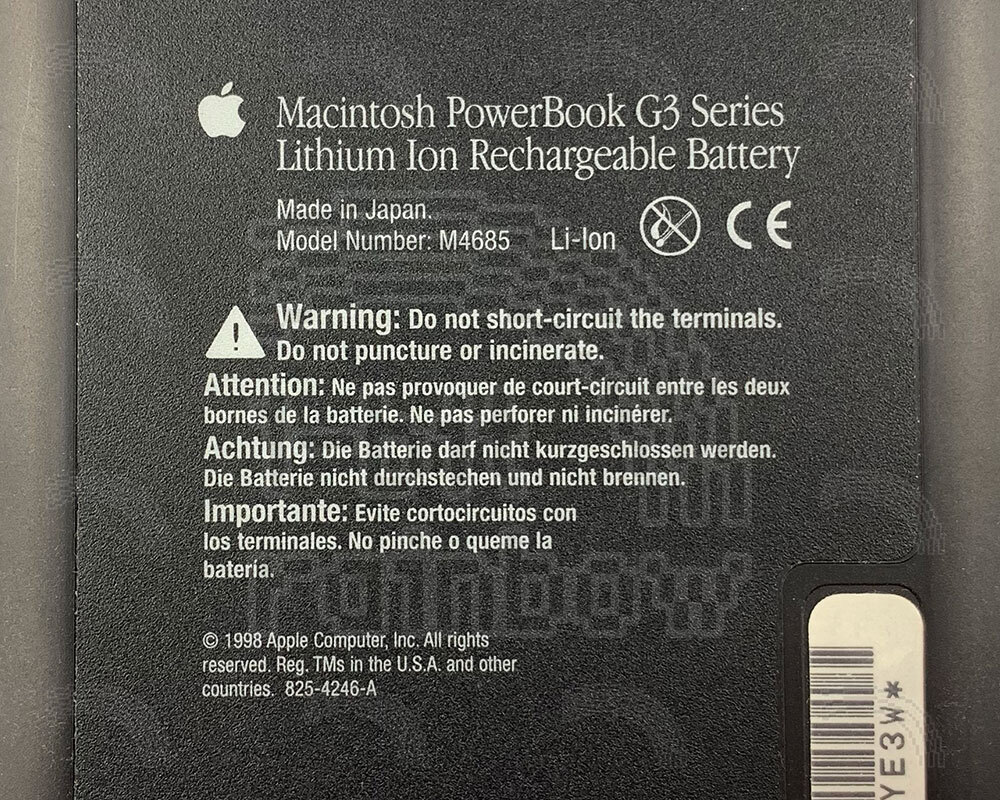 Macintosh PowerBook G3 Series
Lithium Ion Rechargeable Battery
Made in Japan.
Model Number: M4685 Li-Ion CE
Warning: Do not short-circuit the terminals.
Do not puncture or incinerate.
Attention: Ne pas provoquer de court-circuit entre les deux
bornes de la batterie. Ne pas perforer ni incinérer.
Achtung: Die Batterie darf nicht kurzgeschlossen werden.
Die Batterie nicht durchstechen und nicht brennen.
Importante: Evite cortocircuitos con
los terminales. No pinche o queme la
batería.
© 1998 Apple Computer, Inc. All rights
reserved. Reg. TMs in the U.S.A. and other
countries. 825-4246-A
YE3W*